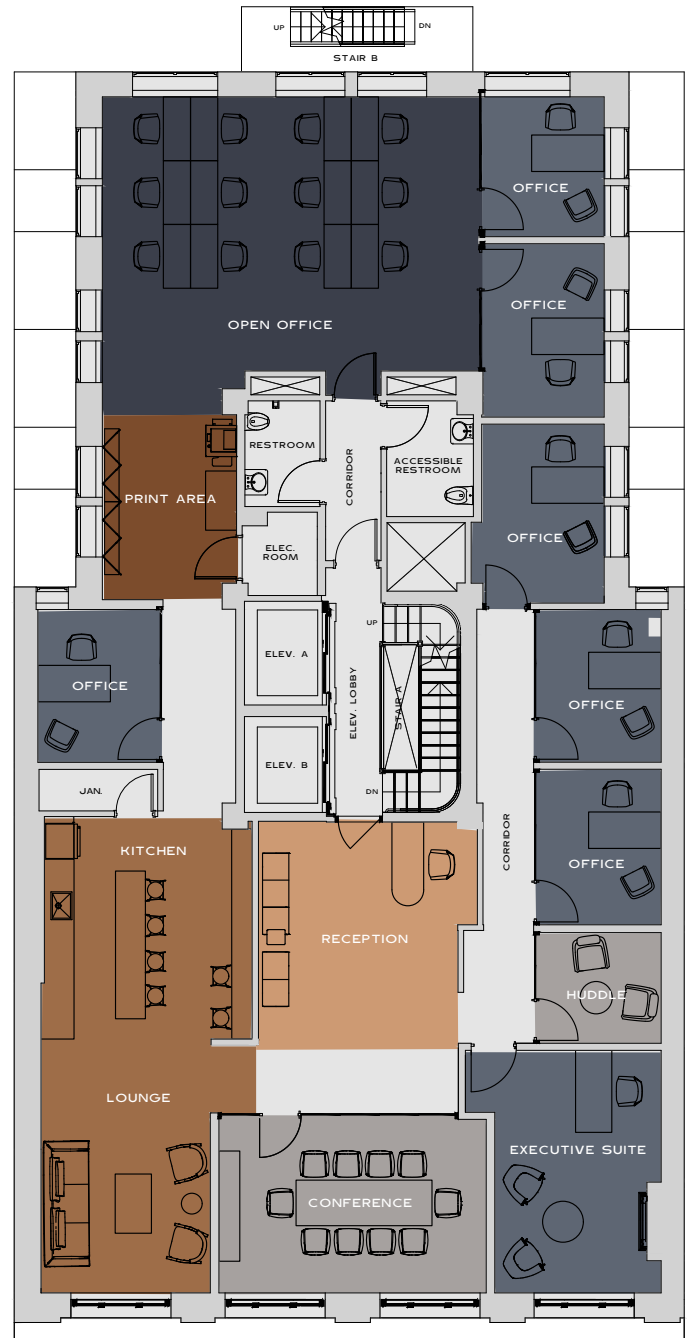 UP
DN
STAIR B
OFFICE
OFFICE
OPEN OFFICE
RESTROOM
CORRIDOR
ACCESSIBLE
RESTROOM
PRINT AREA
OFFICE
ELEC.
ROOM
UP
ELEV. A
ELEV. LOBBY
STAIR A
OFFICE
OFFICE
ELEV. B
JAN.
DN
CORRIDOR
KITCHEN
OFFICE
RECEPTION
HUDDLE
LOUNGE
EXECUTIVE SUITE
CONFERENCE